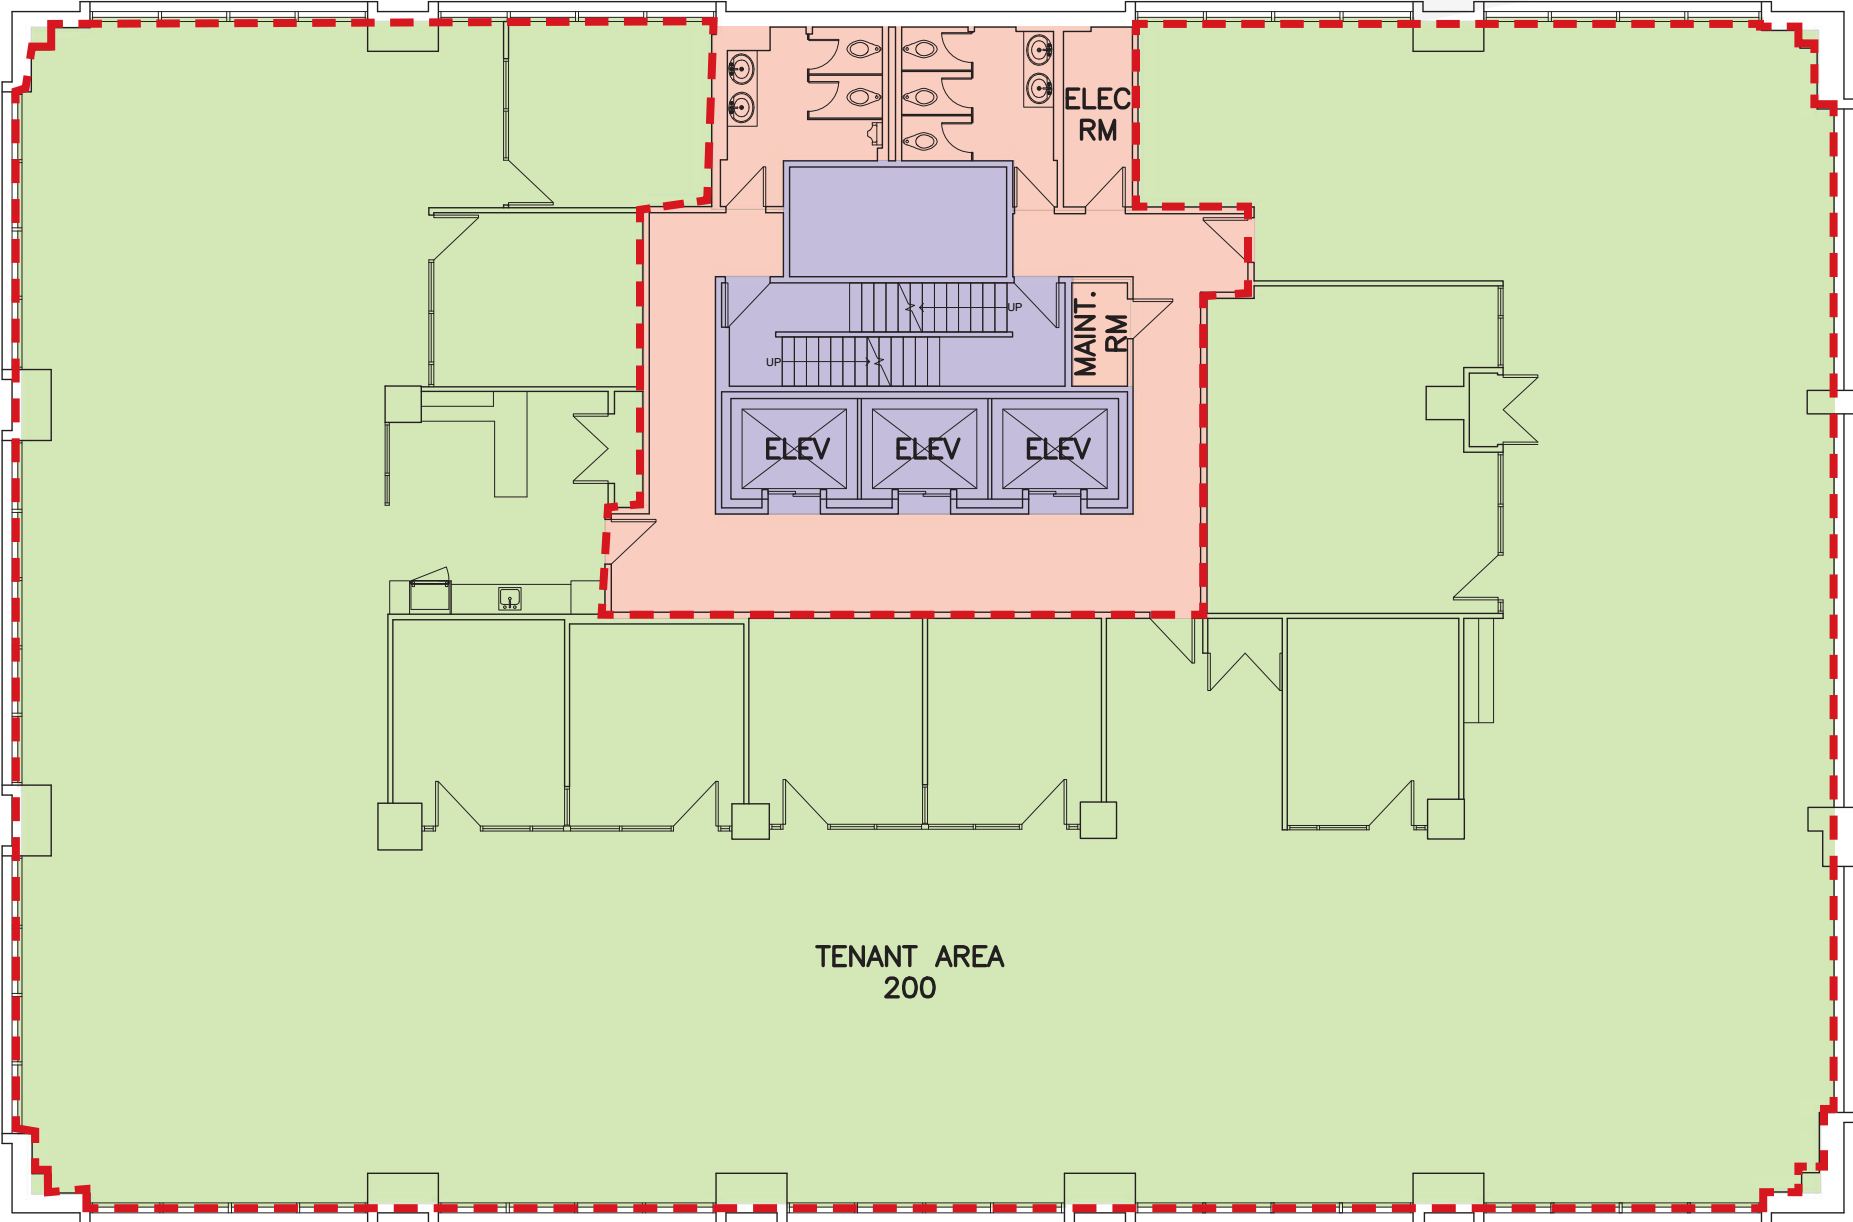 ELEC
RM
UP
MAINT.
RM
UP
ELEV
ELEV
ELEV
TENANT AREA
200